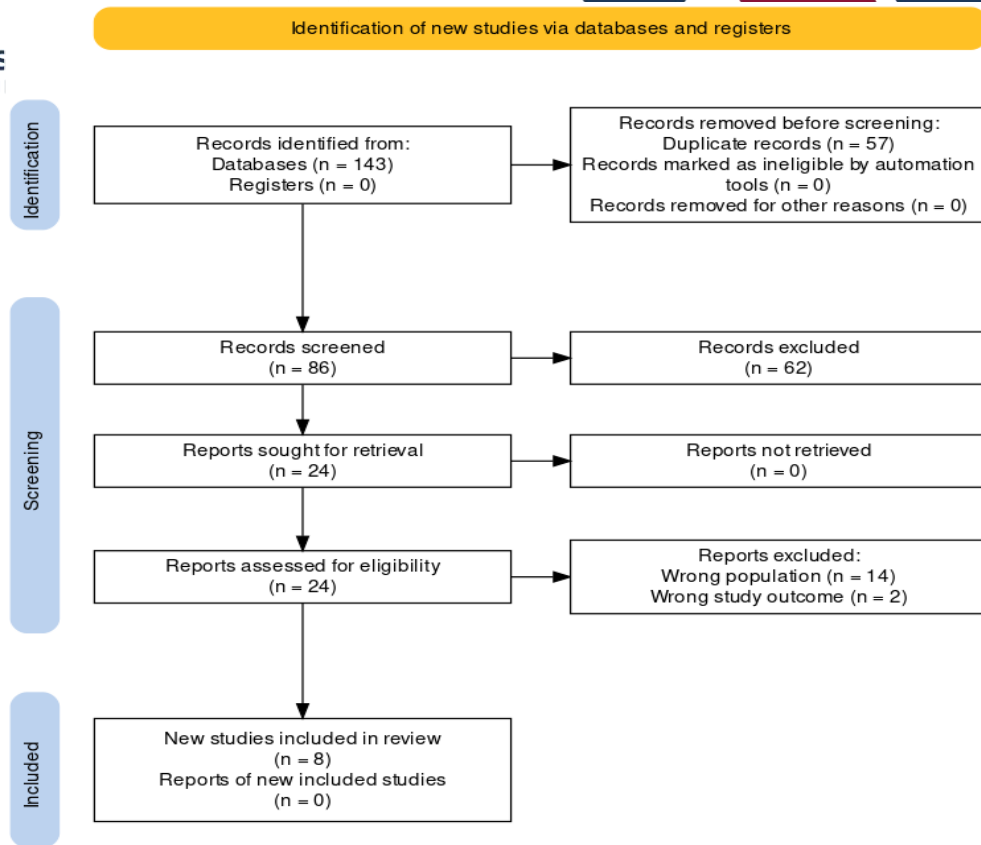 Identification of new studies via databases and registers
Identification
Records identified from:
Databases (n = 143)
Registers (n = 0)
Records removed before screening:
Duplicate records (n = 57)
Records marked as ineligible by automation
tools (n = 0)
Records removed for other reasons (n = 0)
Screening
Records screened
(n = 86)
Records excluded
(n = 62)
Reports sought for retrieval
(n = 24)
Reports not retrieved
(n = 0)
Reports assessed for eligibility
(n = 24)
Reports excluded:
Wrong population (n = 14)
Wrong study outcome (n = 2)
Included
New studies included in review
(n = 8)
Reports of new included studies
(n = 0)